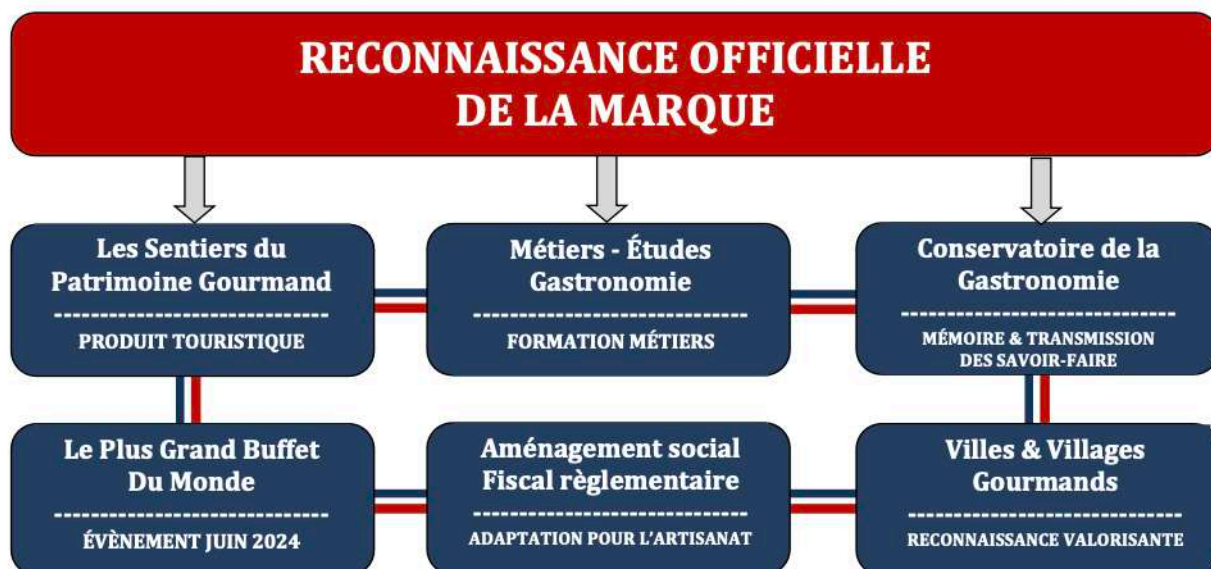 RECONNAISSANCE OFFICIELLE
DE LA MARQUE
Les Sentiers du
Patrimoine Gourmand
PRODUIT TOURISTIQUE
Métiers - Études
Gastronomie
FORMATION MÉTIERS
Conservatoire de la
Gastronomie
MÉMOIRE & TRANSMISSION
DES SAVOIR-FAIRE
Le Plus Grand Buffet
Du Monde
ÉVÈNEMENT JUIN 2024
Aménagement social
Fiscal règlementaire
ADAPTATION POUR L'ARTISANAT
Villes & Villages
Gourmands
RECONNAISSANCE VALORISANTE